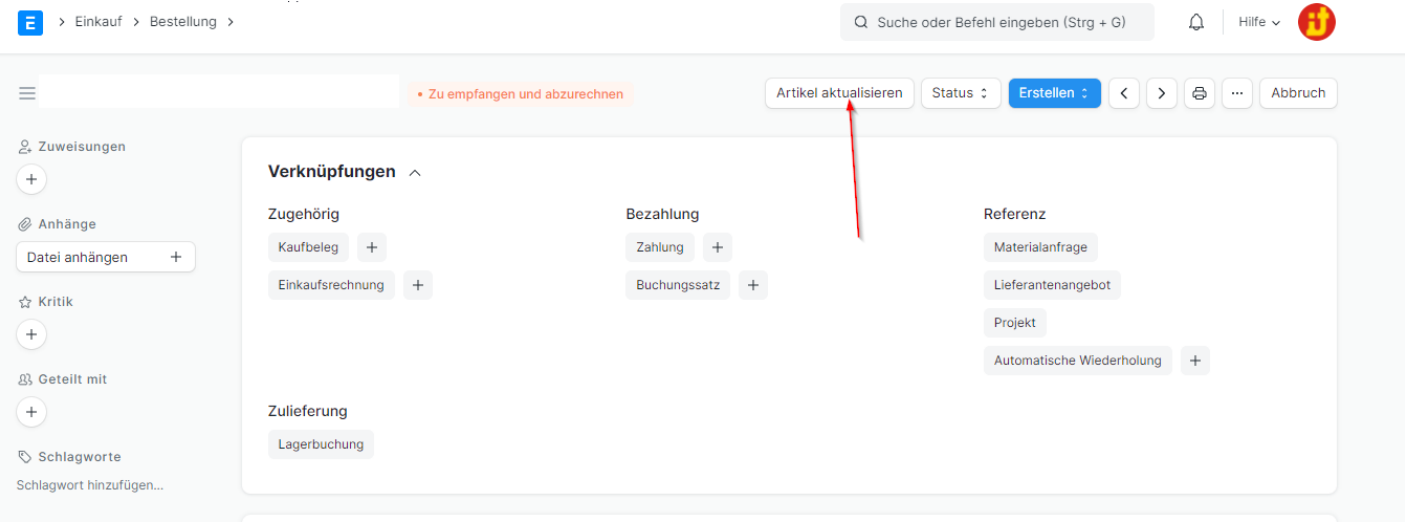 E > Einkauf > Bestellung > Suche oder Befehl eingeben (Strg + G) Hilfe it
Zu empfangen und abzurechnen Artikel aktualisieren Status Erstellen < > ... Abbruch
Zuweisungen
+
Anhänge
Datei anhängen +
Kritik
+
Geteilt mit
+
Schlagworte
Schlagwort hinzufügen...
Verknüpfungen
Zugehörig
Kaufbeleg +
Einkaufsrechnung +
Bezahlung
Zahlung +
Buchungssatz +
Referenz
Materialanfrage
Lieferantenangebot
Projekt
Automatische Wiederholung +
Zulieferung
Lagerbuchung